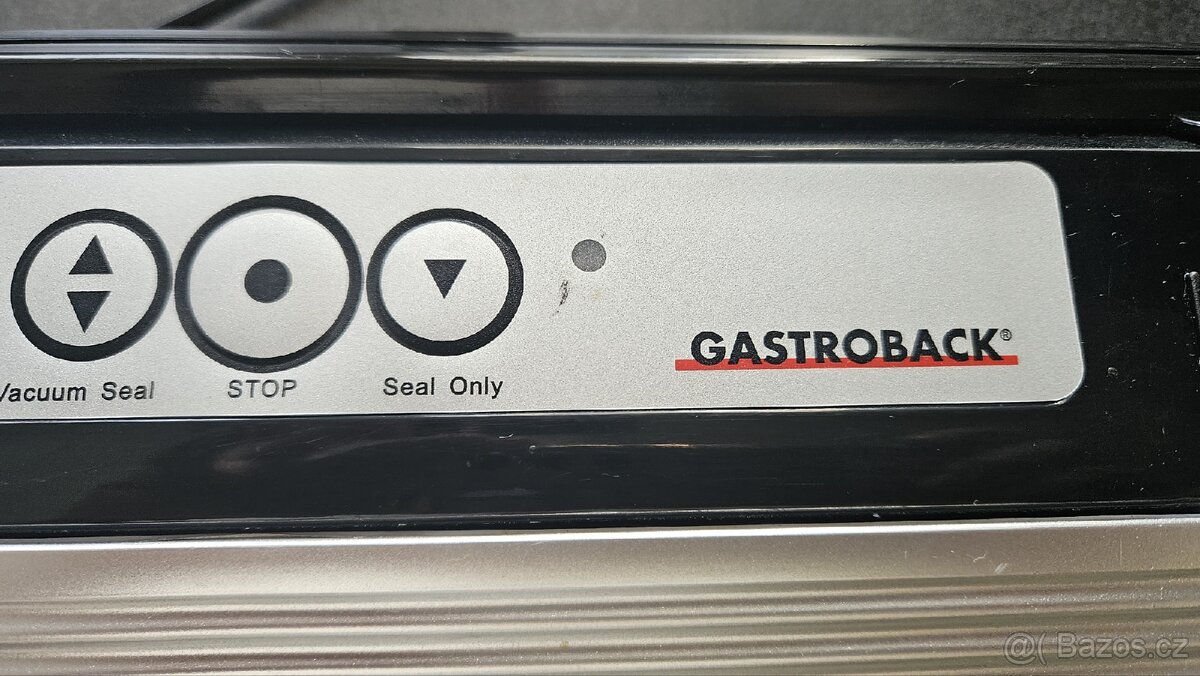 Vacuum Seal
STOP
Seal Only
GASTROBACK®
@( Bazos.cz